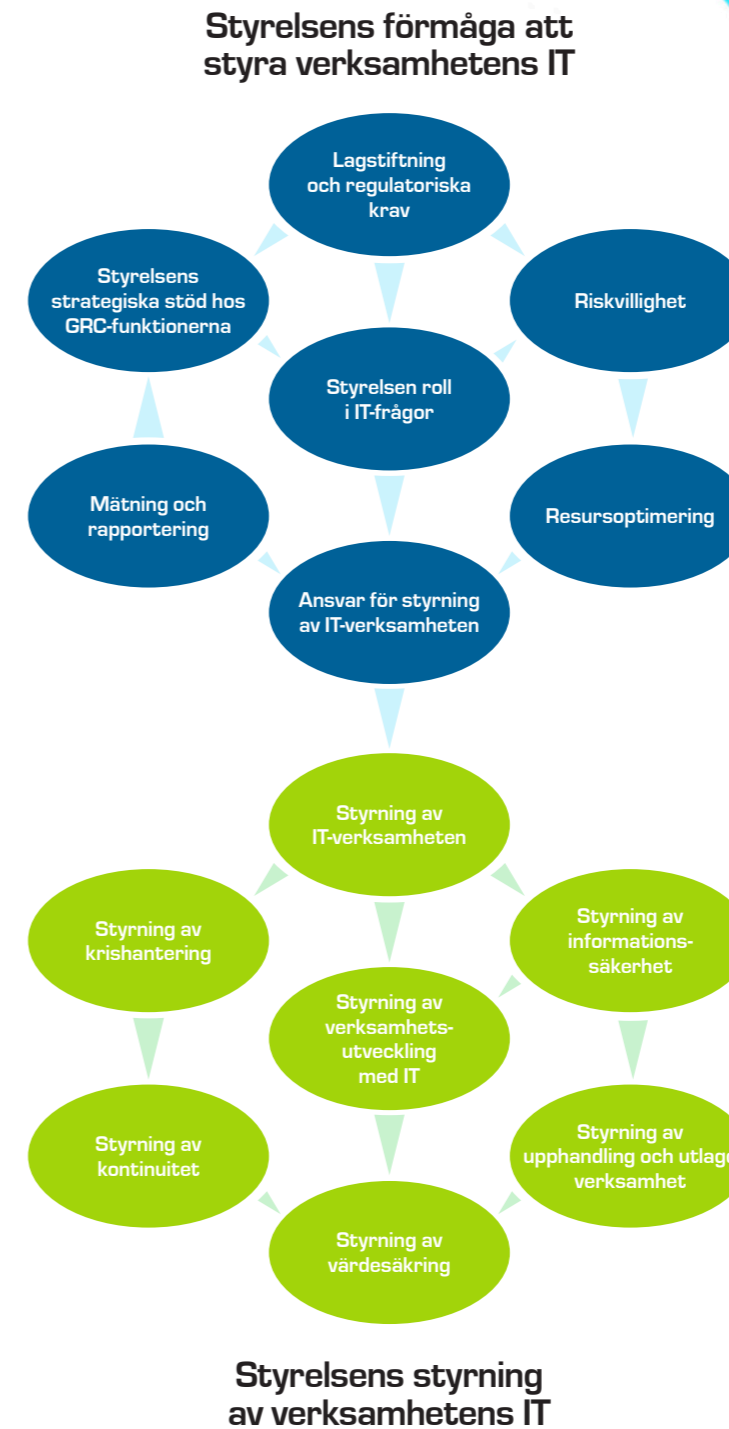 Styrelsens förmåga att
styra verksamhetens IT
Lagstiftning
och regulatoriska
krav
Styrelsens
strategiska stöd hos
GRC-funktionerna
Riskvillighet
Styrelsen roll
i IT-frågor
Mätning och
rapportering
Resursoptimering
Ansvar för styrning
av IT-verksamheten
Styrning av
IT-verksamheten
Styrning av
krishantering
Styrning av
informations-
säkerhet
Styrning av
verksamhets-
utveckling
med IT
Styrning av
kontinuitet
Styrning av
upphandling och
verksamhet
Styrning av
värdesäkring
Styrelsens styrning
av verksamhetens IT